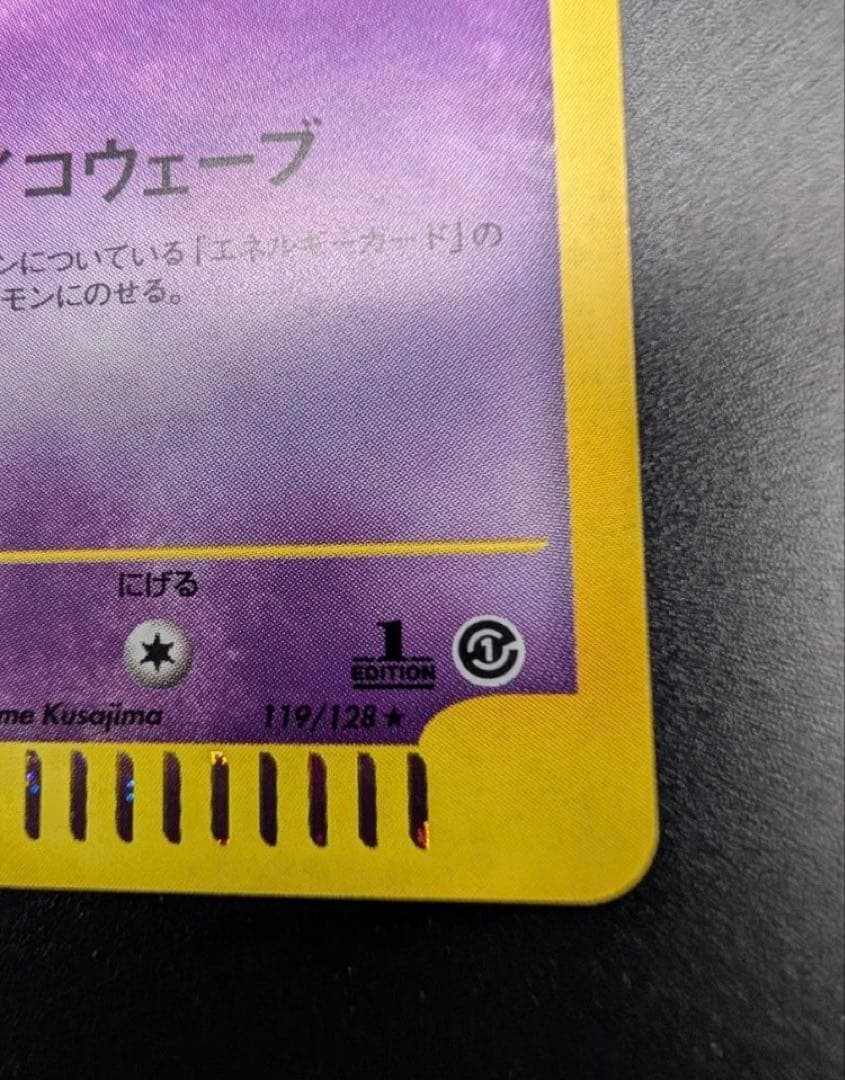 コウェーブ
ンについている「エネルギーカード」の
モンにのせる。
にげる
1
EDITION
1
me Kusajima
119/128 ★